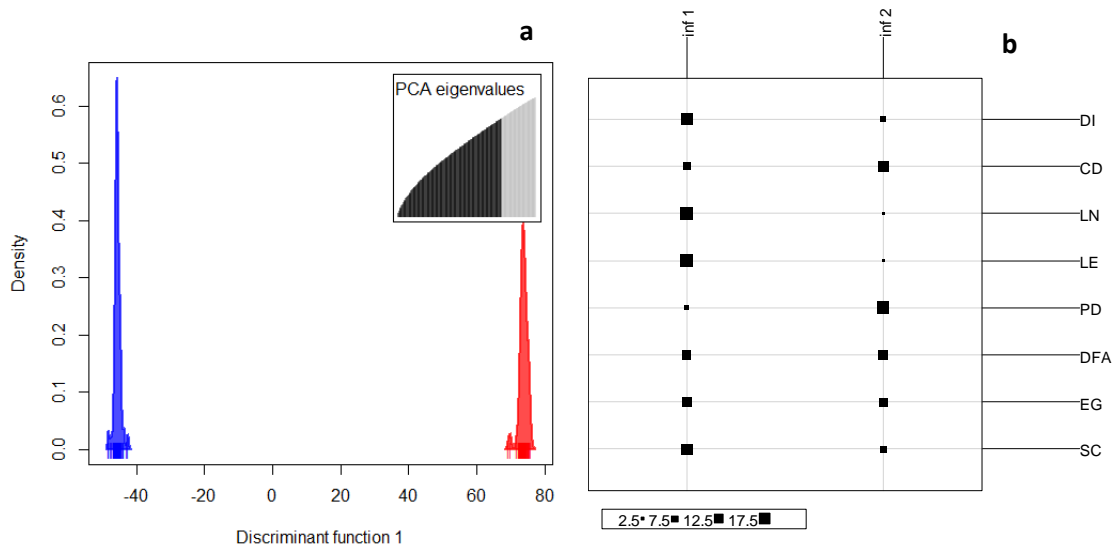 a
PCA eigenvalues
Density
0.0 0.1 0.2 0.3 0.4 0.5 0.6
-40 -20 0 20 40 60 80
Discriminant function 1
b
inf 1
inf 2
DI
CD
LN
LE
PD
DFA
EG
SC
2.5 7.5 12.5 17.5